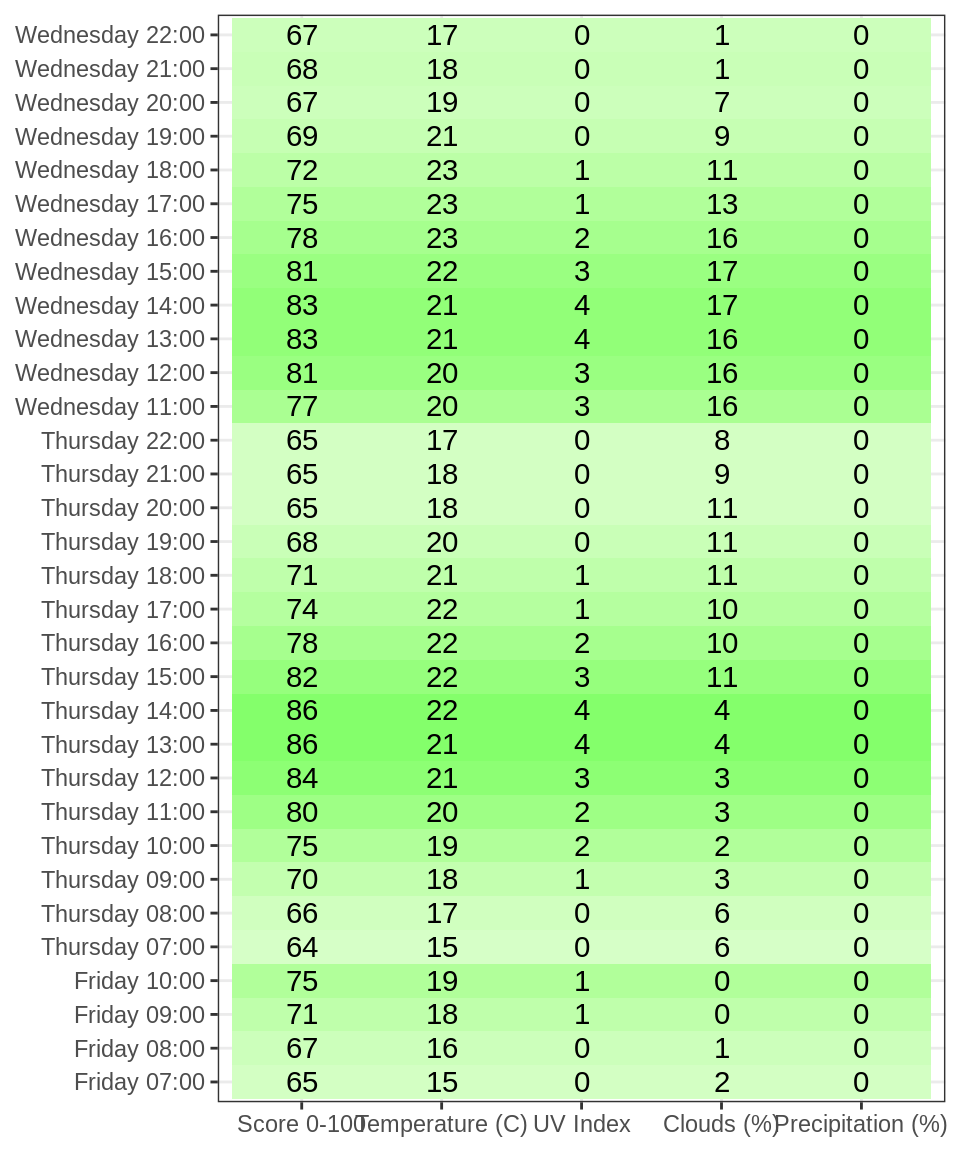 Wednesday 22:00 67 17 0 1 0
Wednesday 21:00 68 18 0 1 0
Wednesday 20:00 67 19 0 7 0
Wednesday 19:00 69 21 0 9 0
Wednesday 18:00 72 23 1 11 0
Wednesday 17:00 75 23 1 13 0
Wednesday 16:00 78 23 2 16 0
Wednesday 15:00 81 22 3 17 0
Wednesday 14:00 83 21 4 17 0
Wednesday 13:00 83 21 4 16 0
Wednesday 12:00 81 20 3 16 0
Wednesday 11:00 77 20 3 16 0
Thursday 22:00 65 17 0 8 0
Thursday 21:00 65 18 0 9 0
Thursday 20:00 65 18 0 11 0
Thursday 19:00 68 20 0 11 0
Thursday 18:00 71 21 1 11 0
Thursday 17:00 74 22 1 10 0
Thursday 16:00 78 22 2 10 0
Thursday 15:00 82 22 3 11 0
Thursday 14:00 86 22 4 4 0
Thursday 13:00 86 21 4 4 0
Thursday 12:00 84 21 3 3 0
Thursday 11:00 80 20 2 3 0
Thursday 10:00 75 19 2 2 0
Thursday 09:00 70 18 1 3 0
Thursday 08:00 66 17 0 6 0
Thursday 07:00 64 15 0 6 0
Friday 10:00 75 19 1 0 0
Friday 09:00 71 18 1 0 0
Friday 08:00 67 16 0 1 0
Friday 07:00 65 15 0 2 0
Score 0-100 Temperature (C) UV Index Clouds (%) Precipitation (%)